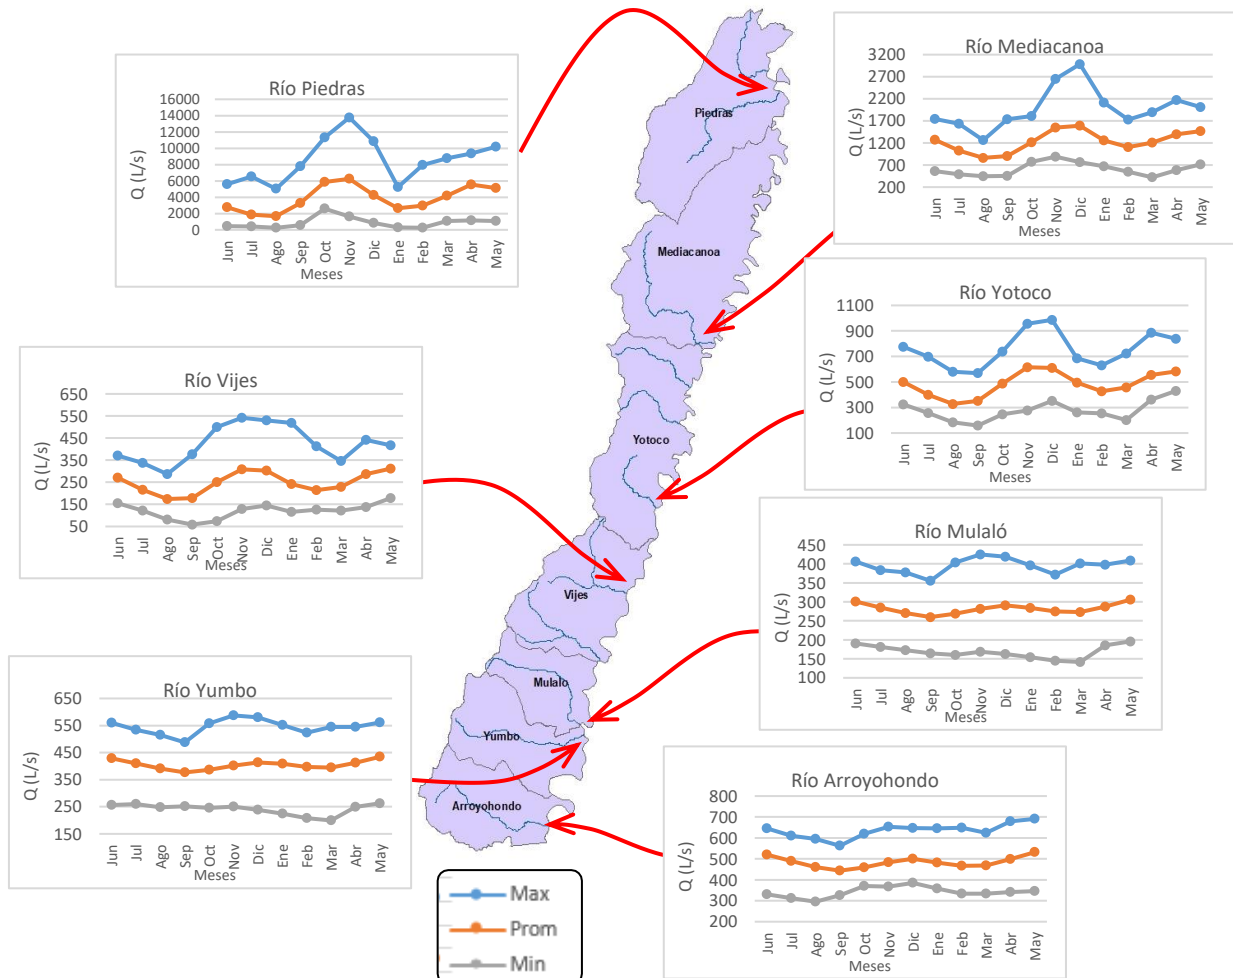 Río Piedras
Q (L/s)
16000
14000
12000
10000
8000
6000
4000
2000
0
Jun Jul Ago Sep Oct Nov Dic Ene Feb Mar Abr May
Meses
Río Mediacanoa
Q (L/s)
3200
2700
2200
1700
1200
700
200
Jun Jul Ago Sep Oct Nov Dic Ene Feb Mar Abr May
Meses
Río Yotoco
Q (L/s)
1100
900
700
500
300
100
Jun Jul Ago Sep Oct Nov Dic Ene Feb Mar Abr May
Meses
Río Vijes
Q (L/s)
650
550
450
350
250
150
50
Jun Jul Ago Sep Oct Nov Dic Ene Feb Mar Abr May
Meses
Río Mulaló
Q (L/s)
450
400
350
300
250
200
150
100
Jun Jul Ago Sep Oct Nov Dic Ene Feb Mar Abr May
Meses
Río Yumbo
Q (L/s)
650
550
450
350
250
150
Jun Jul Ago Sep Oct Nov Dic Ene Feb Mar Abr May
Meses
Río Arroyohondo
Q (L/s)
800
700
600
500
400
300
200
Jun Jul Ago Sep Oct Nov Dic Ene Feb Mar Abr May
Meses
Piedras
Mediacanoa
Yotoco
Vijes
Mulalo
Yumbo
Arroyohondo
Max
Prom
Min